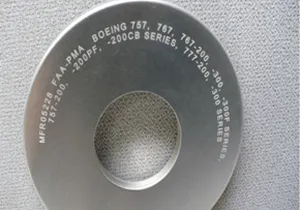 MFR05228 FAA-PMA BOEING 757, 767, 767-200, -300, -300F SERIES,
757-200, -200PF, -200CB SERIES, 777-200, -300 SERIES